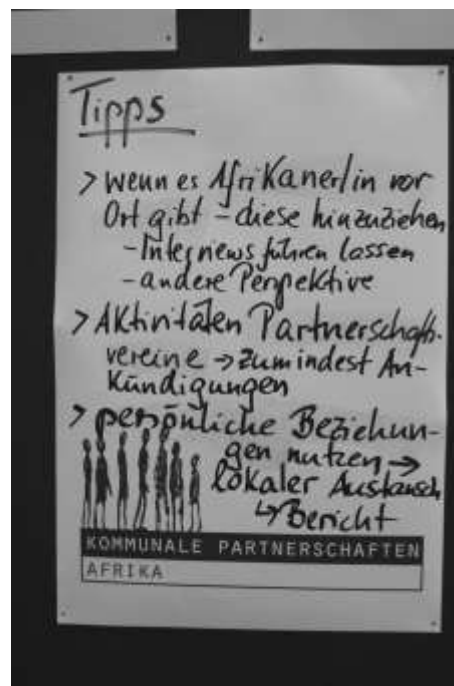 Tipps
> wenn es Afrikaner/in vor
Ort gibt - diese hinzuziehen
- Internews führen lassen
- andere Perspektive
> Aktivitäten Partnerschafts-
vereine → zumindest An-
kündigungen
> persönliche Beziehun-
gen nutzen →
lokaler Austausch
↳ Bericht
KOMMUNALE PARTNERSCHAFTEN
AFRIKA